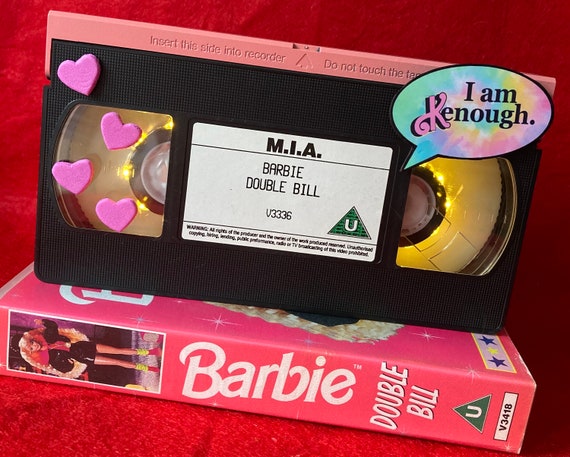 Insert this side into recorder
Do not touch the tape
I am
Kenough.
M.I.A.
BARBIE
DOUBLE BILL
V3336
U
WARNING: All rights of the producer and the owner of the work produced reserved. Unauthorised
copying, hiring, lending, public performance, radio or TV broadcasting of this video prohibited.
Barbie™
DOUBLE
BILL
U
V3418